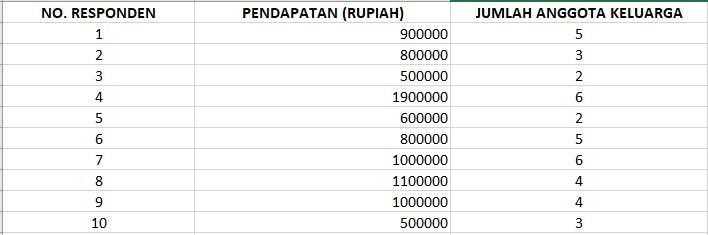 NO. RESPONDEN PENDAPATAN (RUPIAH) JUMLAH ANGGOTA KELUARGA
1 900000 5
2 800000 3
3 500000 2
4 1900000 6
5 600000 2
6 800000 5
7 1000000 6
8 1100000 4
9 1000000 4
10 500000 3